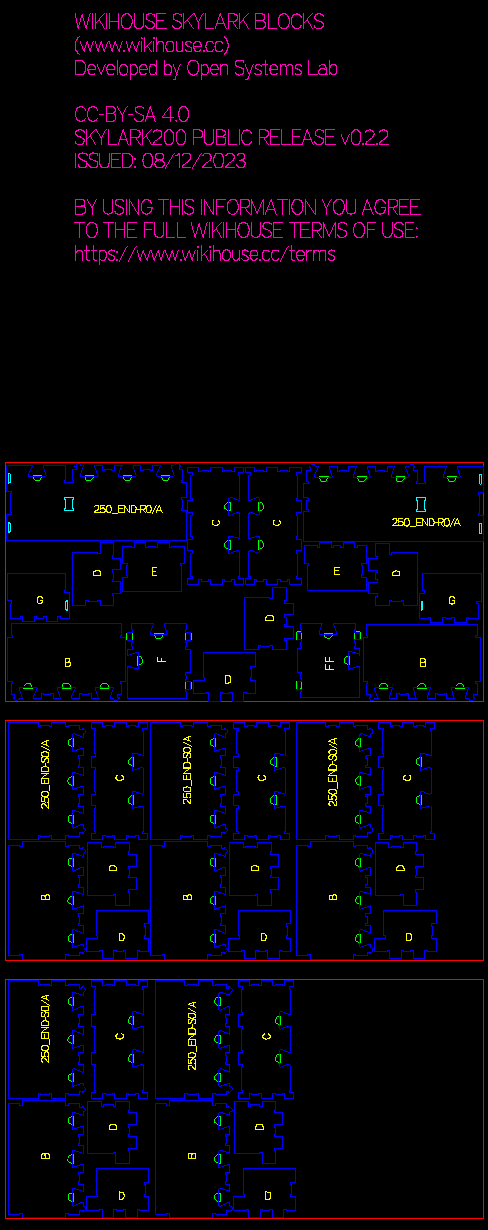 WIKIHOUSE SKYLARK BLOCKS
(www.wikihouse.cc)
Developed by Open Systems Lab
CC-BY-SA 4.0
SKYLARK200 PUBLIC RELEASE v0.2.2
ISSUED: 08/12/2023
BY USING THIS INFORMATION YOU AGREE
TO THE FULL WIKIHOUSE TERMS OF USE:
https://www.wikihouse.cc/terms
250_END-R0/A
C
C
250_END-R0/A
D
E
E
D
G
G
D
B
F
D
FF
B
250_END-S0/A
C
250_END-S0/A
C
250_END-S0/A
C
B
D
B
D
B
D
D
D
D
250_END-S0/A
C
250_END-S0/A
C
B
D
B
D
D
D